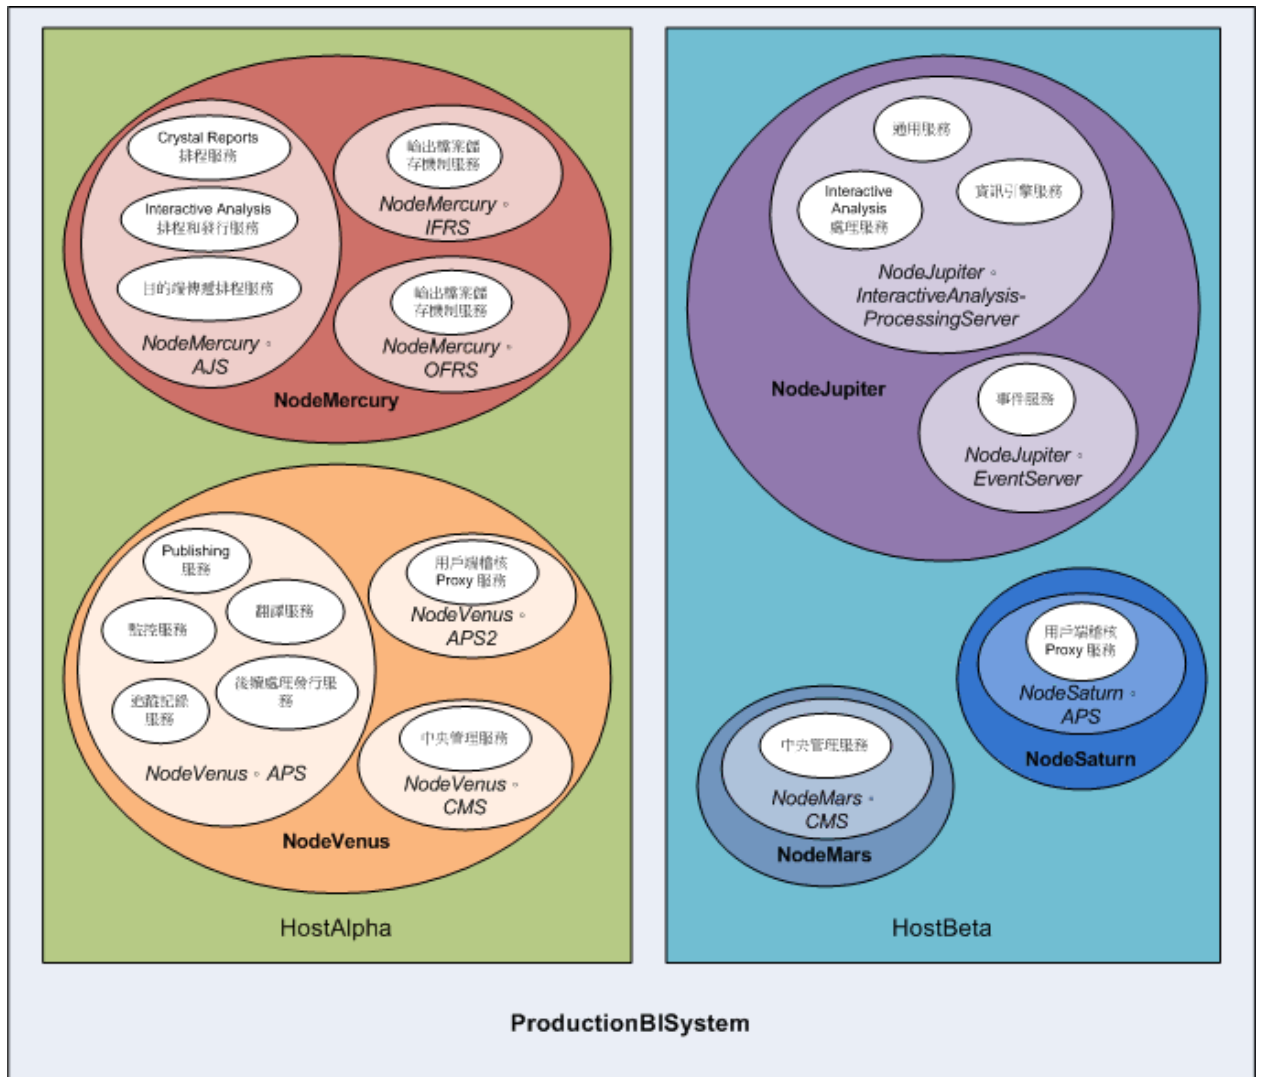 Crystal Reports
排程服務
Interactive Analysis
排程和發行服務
目的端傳遞排程服務
NodeMercury。
AJS
輸出檔案儲
存機制服務
NodeMercury。
IFRS
輸出檔案儲
存機制服務
NodeMercury。
OFRS
NodeMercury
Publishing
服務
監控服務
翻譯服務
追蹤記錄
服務
後續處理發行服
務
NodeVenus。APS
用戶端稽核
Proxy 服務
NodeVenus。
APS2
中央管理服務
NodeVenus。
CMS
NodeVenus
HostAlpha
通用服務
Interactive
Analysis
處理服務
資訊引擎服務
NodeJupiter。
InteractiveAnalysis-
ProcessingServer
NodeJupiter
事件服務
NodeJupiter。
EventServer
用戶端稽核
Proxy 服務
NodeSaturn。
APS
NodeSaturn
中央管理服務
NodeMars。
CMS
NodeMars
HostBeta
ProductionBISystem